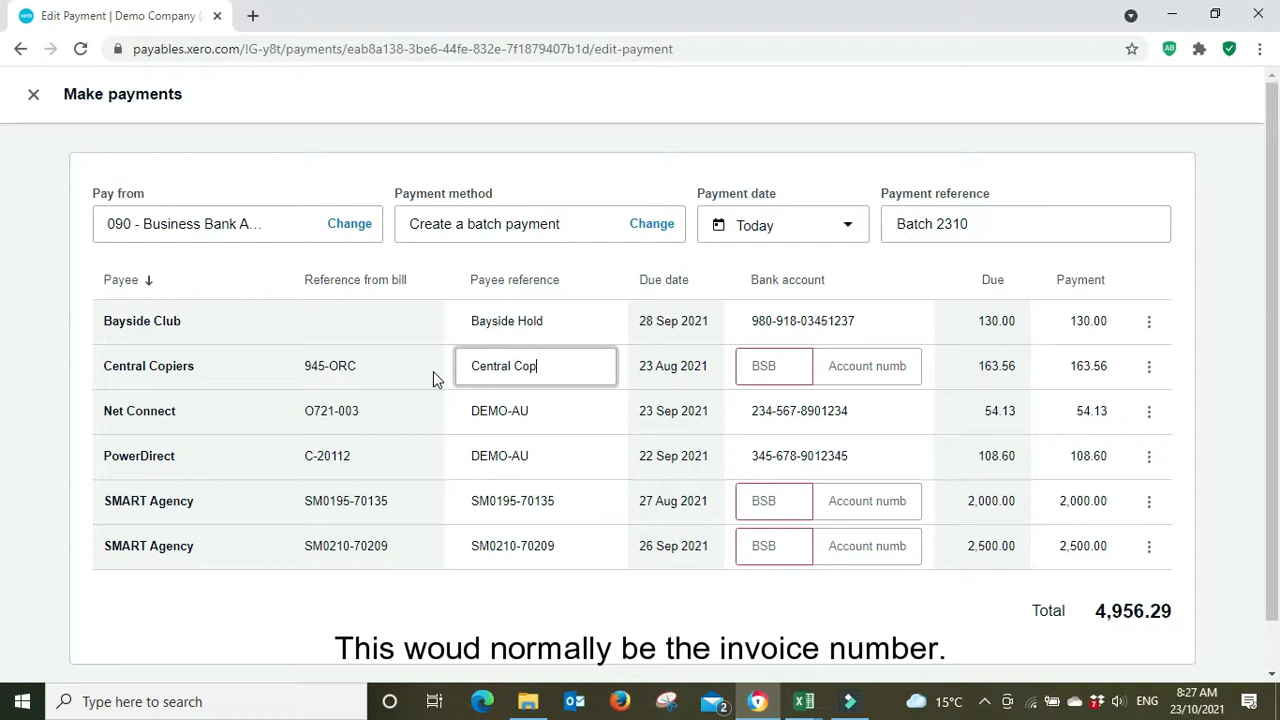 Edit Payment | Demo Company (
payables.xero.com/!G-y8t/payments/eab8a138-3be6-44fe-832e-7f1879407b1d/edit-payment
Make payments
Pay from Payment method Payment date Payment reference
090 - Business Bank A... Change Create a batch payment Change Today Batch 2310
Payee Reference from bill Payee reference Due date Bank account Due Payment
Bayside Club Bayside Hold 28 Sep 2021 980-918-03451237 130.00 130.00
Central Copiers 945-ORC Central Cop 23 Aug 2021 BSB Account numb 163.56 163.56
Net Connect O721-003 DEMO-AU 23 Sep 2021 234-567-8901234 54.13 54.13
PowerDirect C-20112 DEMO-AU 22 Sep 2021 345-678-9012345 108.60 108.60
SMART Agency SM0195-70135 SM0195-70135 27 Aug 2021 BSB Account numb 2,000.00 2,000.00
SMART Agency SM0210-70209 SM0210-70209 26 Sep 2021 BSB Account numb 2,500.00 2,500.00
Total 4,956.29
This woud normally be the invoice number.
Type here to search 2 15°C 7 ENG 8:27 AM
23/10/2021